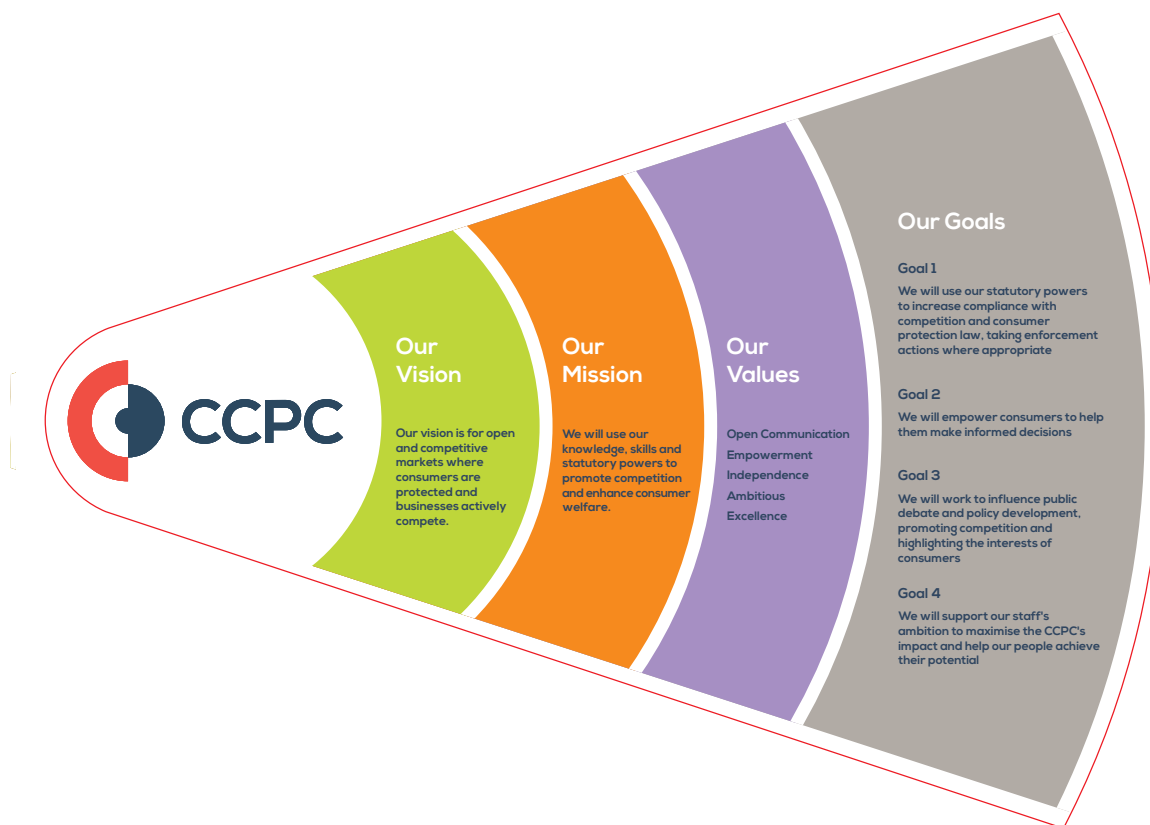 CCPC
Our
Vision
Our vision is for open
and competitive
markets where
consumers are
protected and
businesses actively
compete.
Our
Mission
We will use our
knowledge, skills and
statutory powers to
promote competition
and enhance consumer
welfare.
Our
Values
Open Communication
Empowerment
Independence
Ambitious
Excellence
Our Goals
Goal 1
We will use our statutory powers
to increase compliance with
competition and consumer
protection law, taking enforcement
actions where appropriate
Goal 2
We will empower consumers to help
them make informed decisions
Goal 3
We will work to influence public
debate and policy development,
promoting competition and
highlighting the interests of
consumers
Goal 4
We will support our staff's
ambition to maximise the CCPC's
impact and help our people achieve
their potential